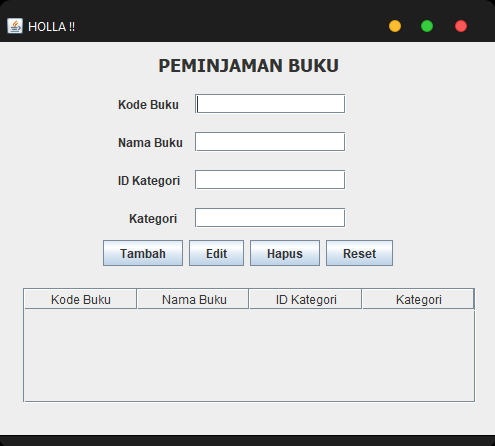 HOLLA !!
PEMINJAMAN BUKU
Kode Buku
Nama Buku
ID Kategori
Kategori
Tambah Edit Hapus Reset
Kode Buku Nama Buku ID Kategori Kategori